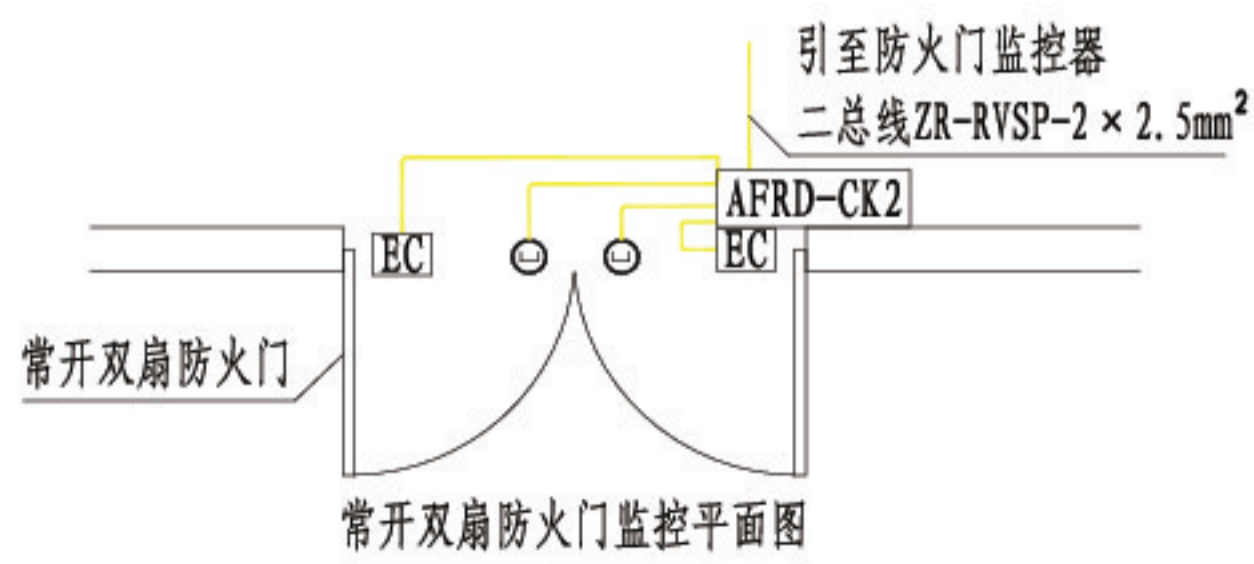 引至防火门监控器
二总线ZR-RVSP-2×2.5mm²
AFRD-CK2
EC
EC
常开双扇防火门
常开双扇防火门监控平面图